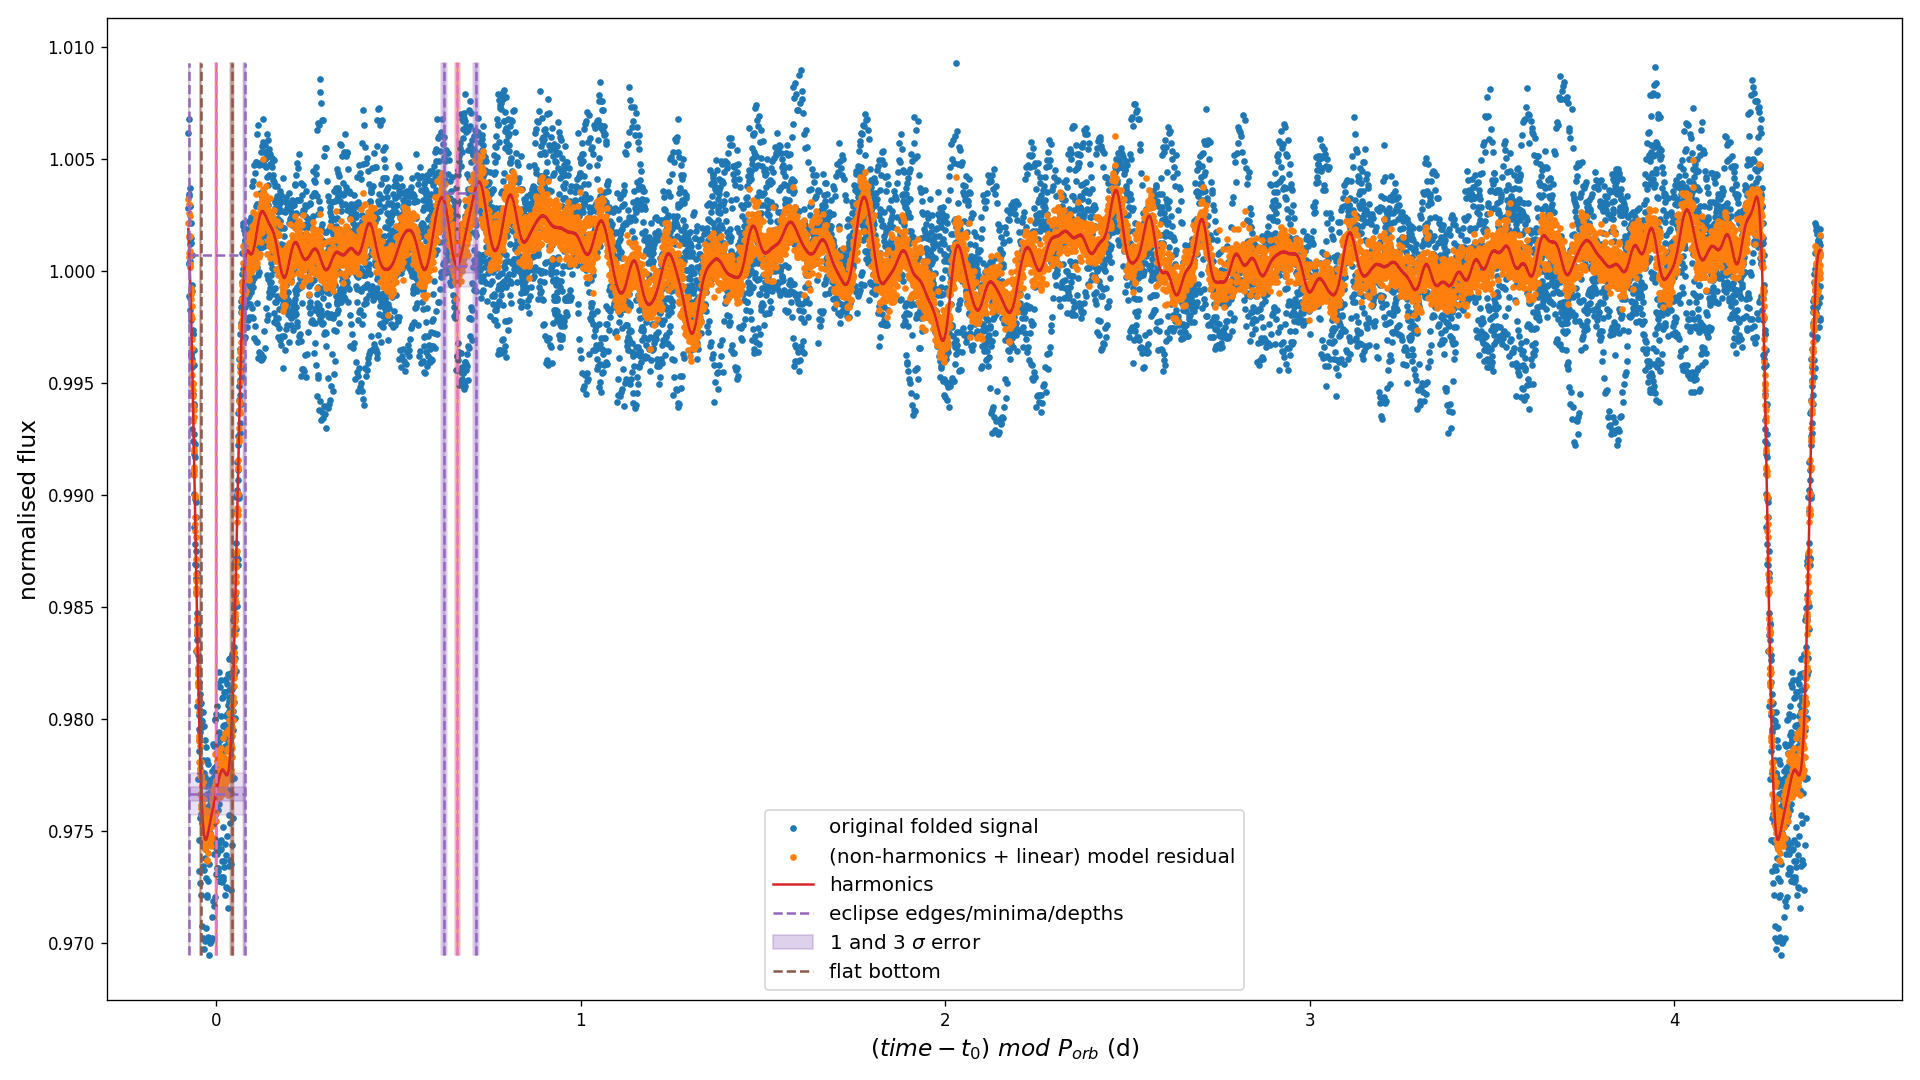 1.010
1.005
1.000
0.995
0.990
0.985
0.980
0.975
0.970
normalised flux
original folded signal
(non-harmonics + linear) model residual
harmonics
eclipse edges/minima/depths
1 and 3 σ error
flat bottom
0 1 2 3 4
(time − t₀) mod P_orb (d)